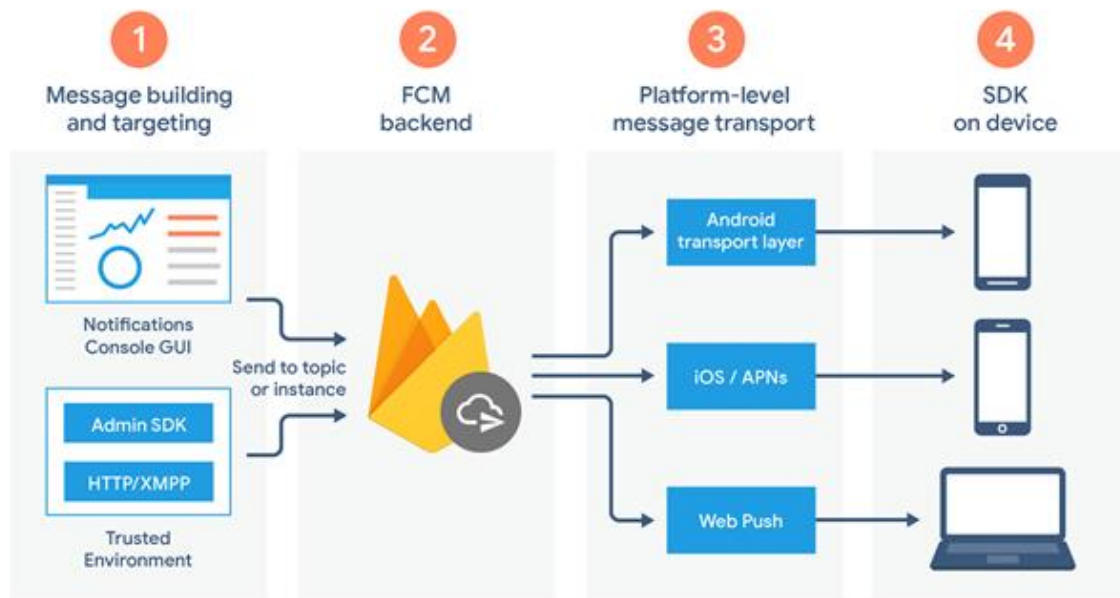 1
Message building
and targeting
2
FCM
backend
3
Platform-level
message transport
4
SDK
on device
Notifications
Console GUI
Send to topic
or instance
Admin SDK
HTTP/XMPP
Trusted
Environment
Android
transport layer
iOS / APNs
Web Push